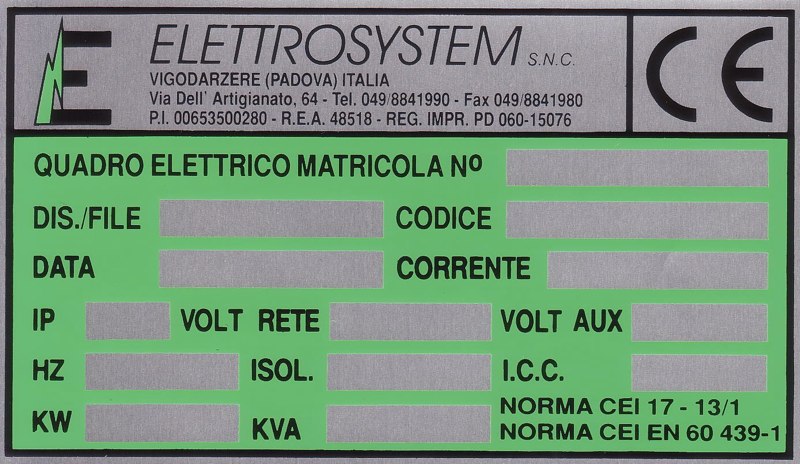 E ELETTROSYSTEM S.N.C.
VIGODARZERE (PADOVA) ITALIA
Via Dell' Artigianato, 64 - Tel. 049/8841990 - Fax 049/8841980
P.I. 00653500280 - R.E.A. 48518 - REG. IMPR. PD 060-15076
CE
QUADRO ELETTRICO MATRICOLA Nº
DIS./FILE CODICE
DATA CORRENTE
IP VOLT RETE VOLT AUX
HZ ISOL. I.C.C.
KW KVA NORMA CEI 17 - 13/1
NORMA CEI EN 60 439-1